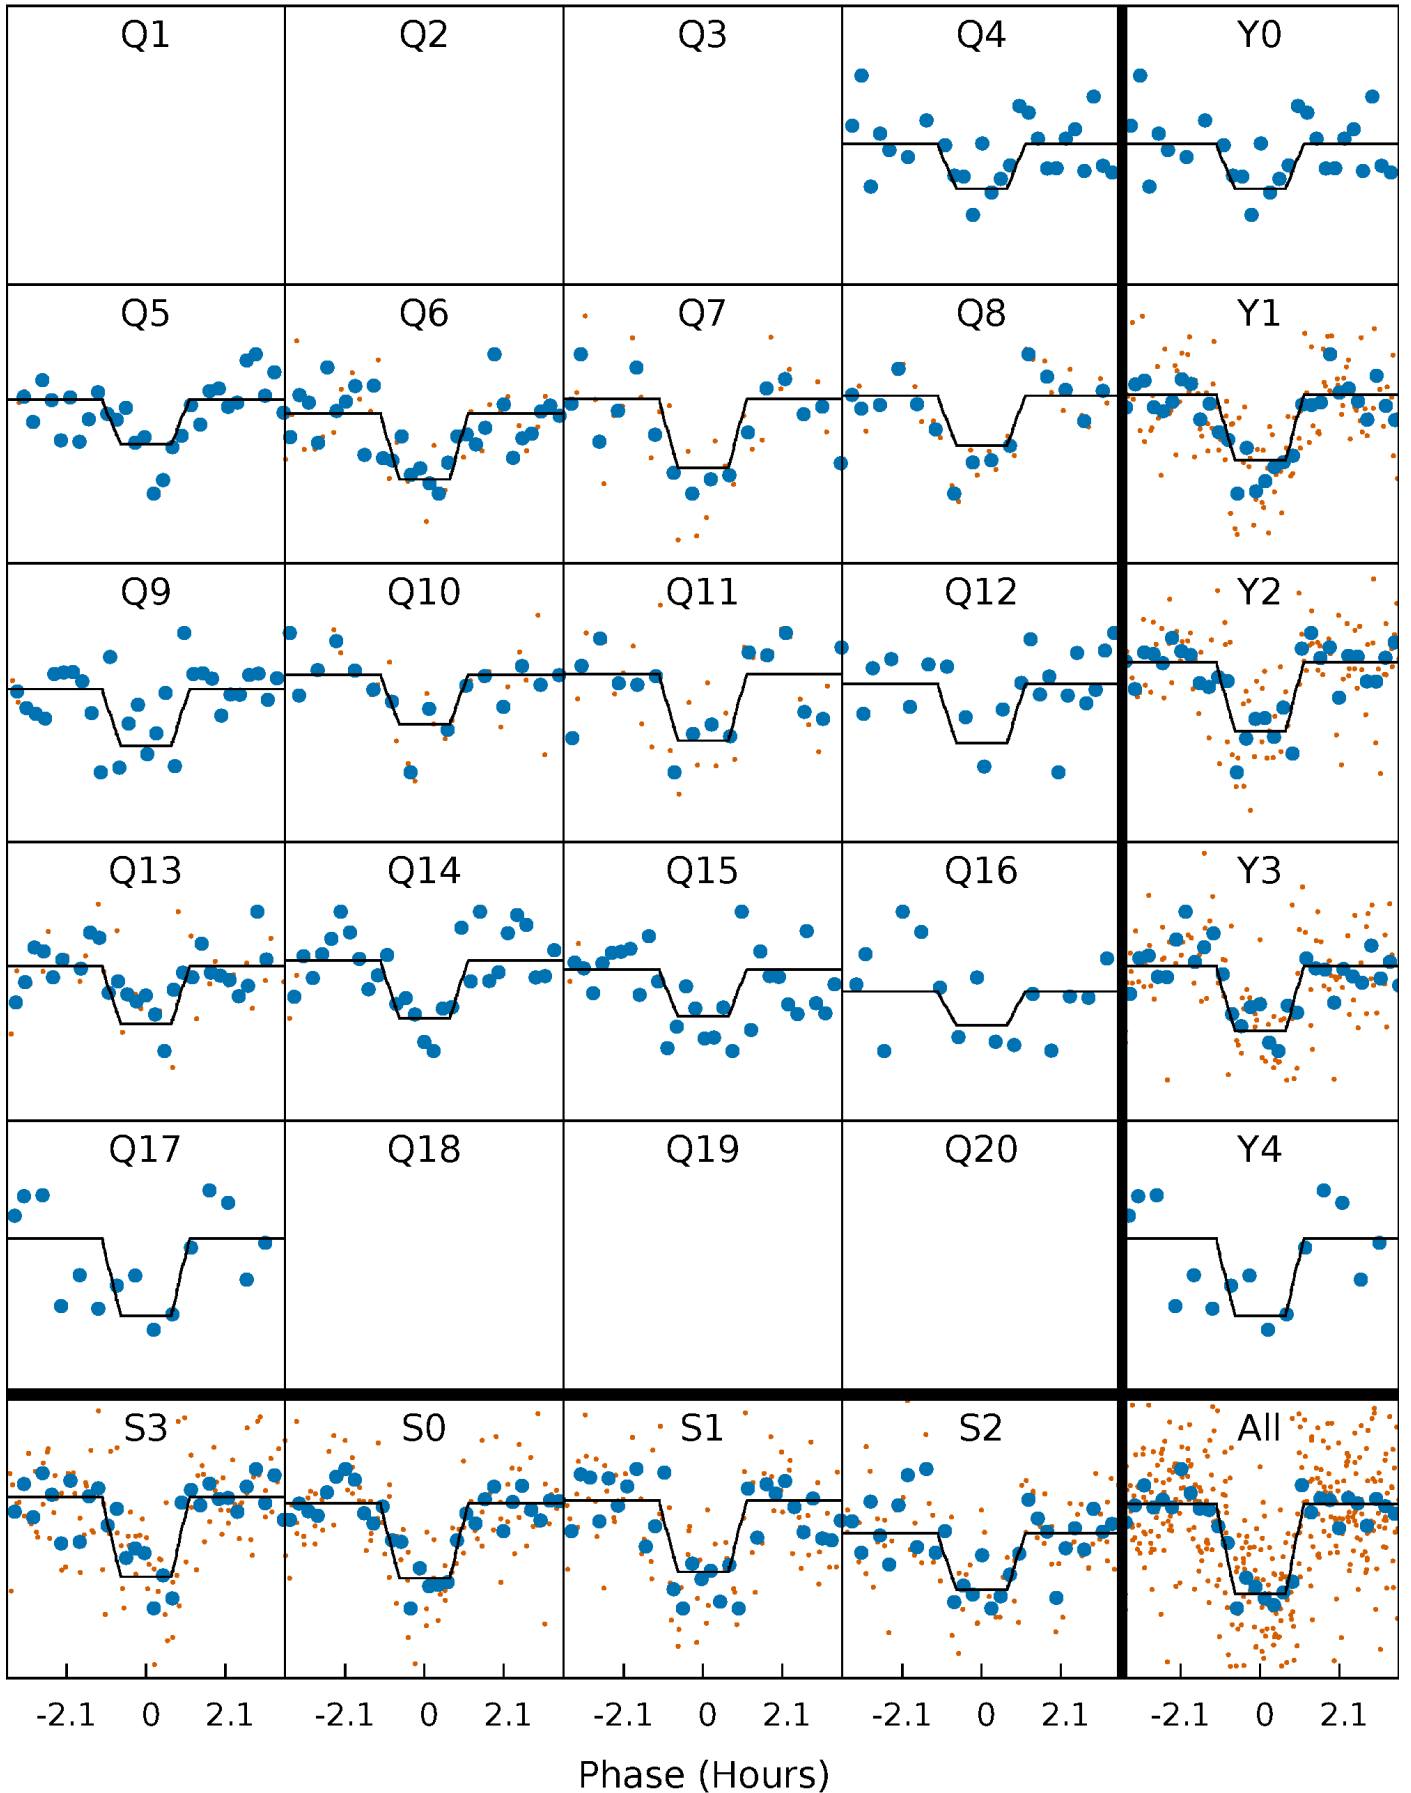 Q1 Q2 Q3 Q4 Y0
Q5 Q6 Q7 Q8 Y1
Q9 Q10 Q11 Q12 Y2
Q13 Q14 Q15 Q16 Y3
Q17 Q18 Q19 Q20 Y4
S3 S0 S1 S2 All
-2.1 0 2.1 -2.1 0 2.1 -2.1 0 2.1 -2.1 0 2.1 -2.1 0 2.1
Phase (Hours)